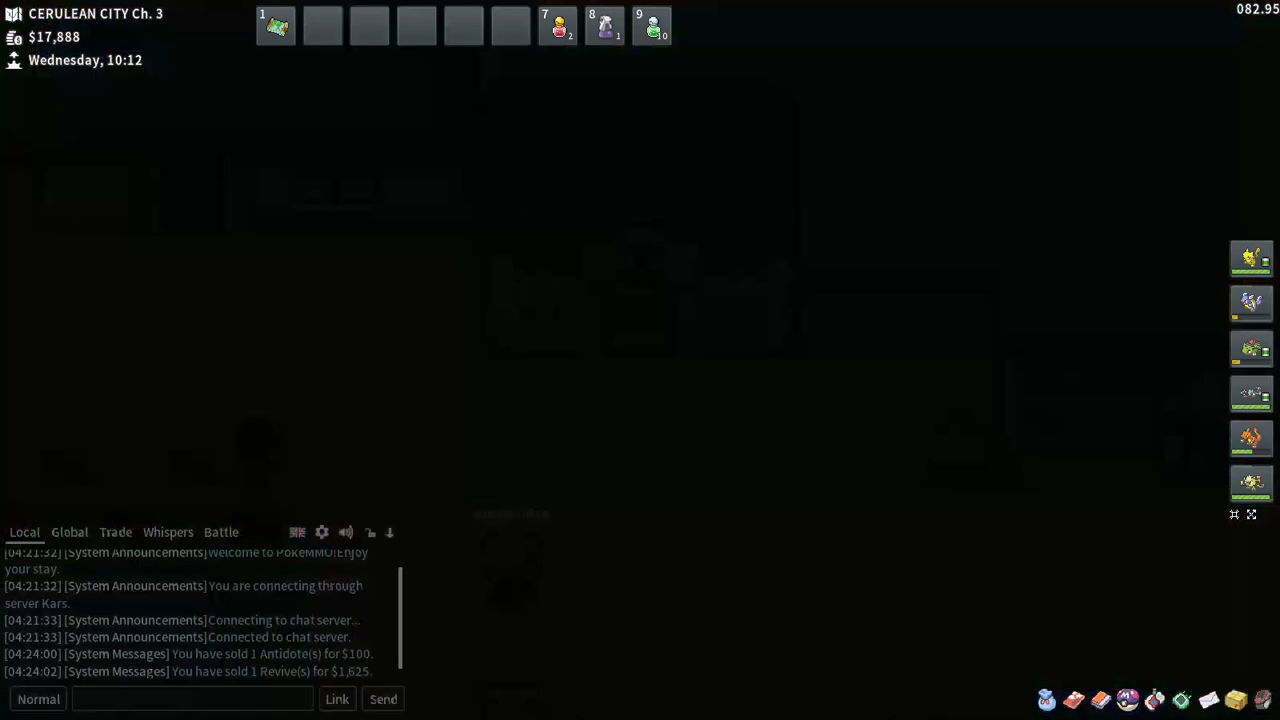 CERULEAN CITY Ch. 3
$17,888
Wednesday, 10:12
1
7
2
8
1
9
10
082.95
Local Global Trade Whispers Battle
[04:21:32] [System Announcements]Welcome to PokeMMO!Enjoy
your stay.
[04:21:32] [System Announcements]You are connecting through
server Kars.
[04:21:33] [System Announcements]Connecting to chat server...
[04:21:33] [System Announcements]Connected to chat server.
[04:24:00] [System Messages] You have sold 1 Antidote(s) for $100.
[04:24:02] [System Messages] You have sold 1 Revive(s) for $1,625.
Normal Link Send